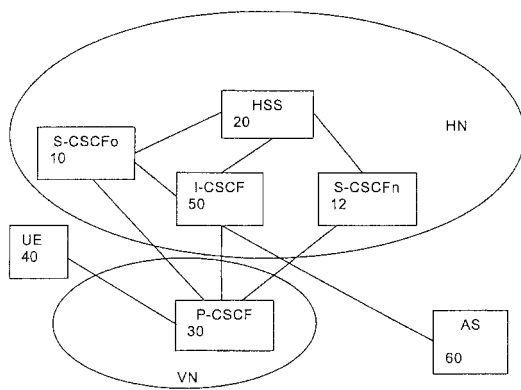 HSS
20
HN
S-CSCFo
10
I-CSCF
50
S-CSCFn
12
UE
40
P-CSCF
30
AS
60
VN